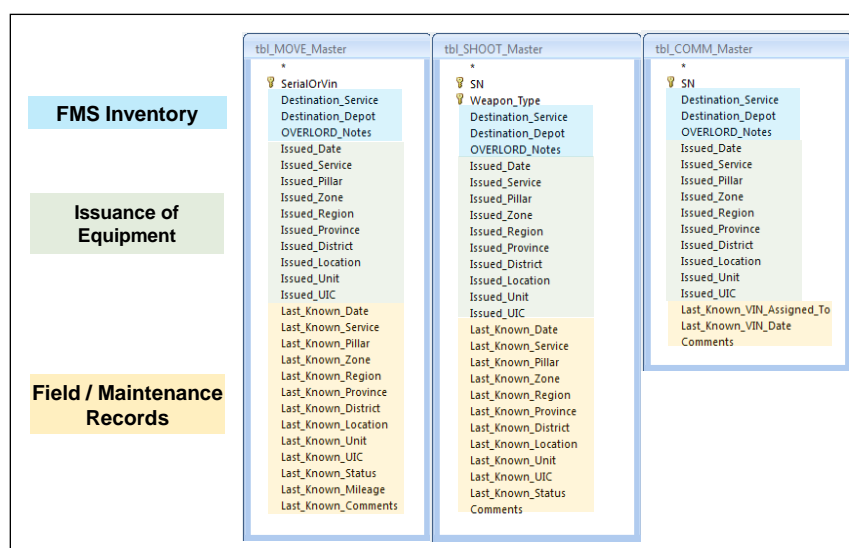 FMS Inventory
Issuance of
Equipment
Field / Maintenance
Records
tbl_MOVE_Master
*
SerialOrVin
Destination_Service
Destination_Depot
OVERLORD_Notes
Issued_Date
Issued_Service
Issued_Pillar
Issued_Zone
Issued_Region
Issued_Province
Issued_District
Issued_Location
Issued_Unit
Issued_UIC
Last_Known_Date
Last_Known_Service
Last_Known_Pillar
Last_Known_Zone
Last_Known_Region
Last_Known_Province
Last_Known_District
Last_Known_Location
Last_Known_Unit
Last_Known_UIC
Last_Known_Status
Last_Known_Mileage
Last_Known_Comments
tbl_SHOOT_Master
*
SN
Weapon_Type
Destination_Service
Destination_Depot
OVERLORD_Notes
Issued_Date
Issued_Service
Issued_Pillar
Issued_Zone
Issued_Region
Issued_Province
Issued_District
Issued_Location
Issued_Unit
Issued_UIC
Last_Known_Date
Last_Known_Service
Last_Known_Pillar
Last_Known_Zone
Last_Known_Region
Last_Known_Province
Last_Known_District
Last_Known_Location
Last_Known_Unit
Last_Known_UIC
Last_Known_Status
Comments
tbl_COMM_Master
*
SN
Destination_Service
Destination_Depot
OVERLORD_Notes
Issued_Date
Issued_Service
Issued_Pillar
Issued_Zone
Issued_Region
Issued_Province
Issued_District
Issued_Location
Issued_Unit
Issued_UIC
Last_Known_VIN_Assigned_To
Last_Known_VIN_Date
Comments